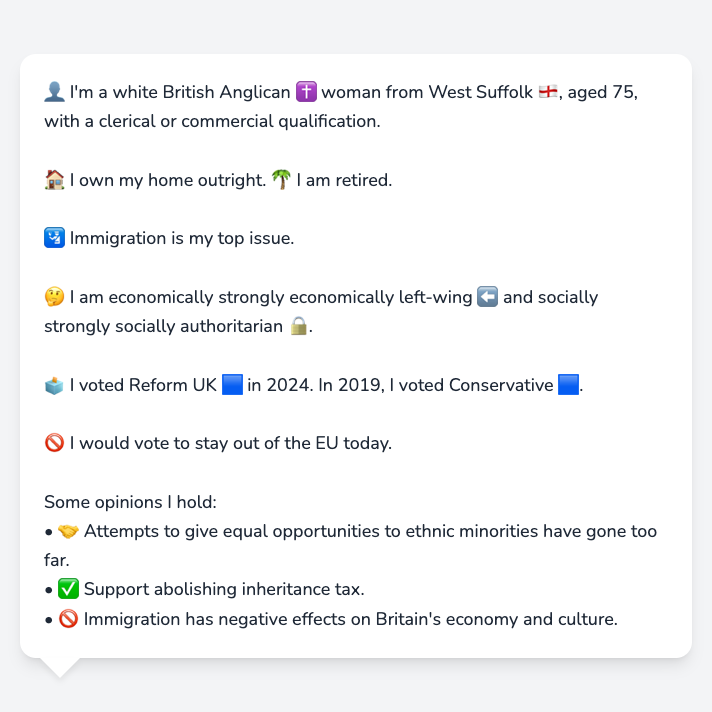 👤 I'm a white British Anglican ✝️ woman from West Suffolk 🏴󠁧󠁢󠁥󠁮󠁧󠁿, aged 75,
with a clerical or commercial qualification.
🏠 I own my home outright. 🌴 I am retired.
🛂 Immigration is my top issue.
🤔 I am economically strongly economically left-wing ⬅️ and socially
strongly socially authoritarian 🔒.
🗳️ I voted Reform UK 🟦 in 2024. In 2019, I voted Conservative 🟦.
🚫 I would vote to stay out of the EU today.
Some opinions I hold:
• 🤝 Attempts to give equal opportunities to ethnic minorities have gone too
far.
• ✅ Support abolishing inheritance tax.
• 🚫 Immigration has negative effects on Britain's economy and culture.